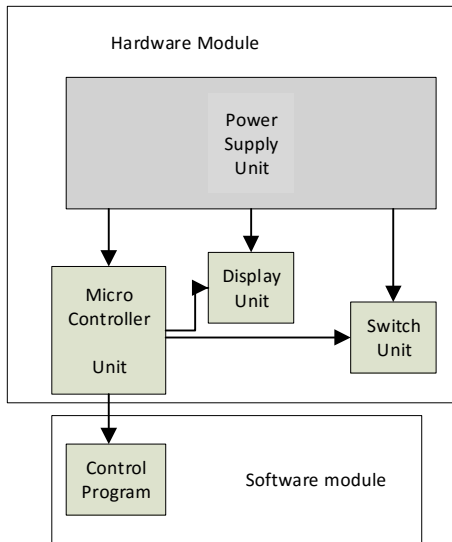 Hardware Module
Power
Supply
Unit
Display
Unit
Micro
Controller
Unit
Switch
Unit
Control
Program
Software module